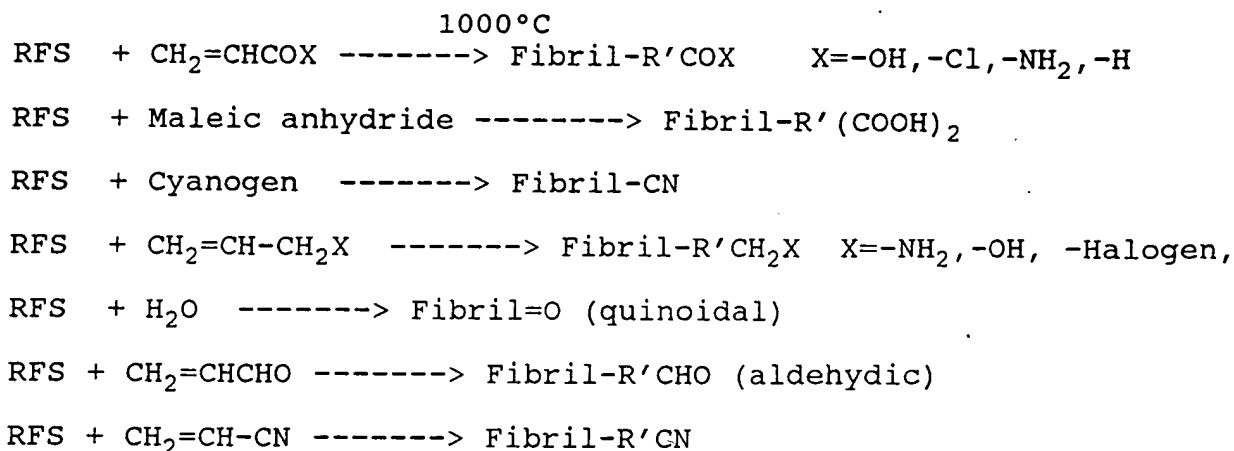 1000°C
RFS + CH₂=CHCOX -------> Fibril-R'COX X=-OH,-Cl,-NH₂,-H
RFS + Maleic anhydride --------> Fibril-R'(COOH)₂
RFS + Cyanogen -------> Fibril-CN
RFS + CH₂=CH-CH₂X -------> Fibril-R'CH₂X X=-NH₂,-OH, -Halogen,
RFS + H₂O -------> Fibril=O (quinoidal)
RFS + CH₂=CHCHO -------> Fibril-R'CHO (aldehydic)
RFS + CH₂=CH-CN -------> Fibril-R'CN